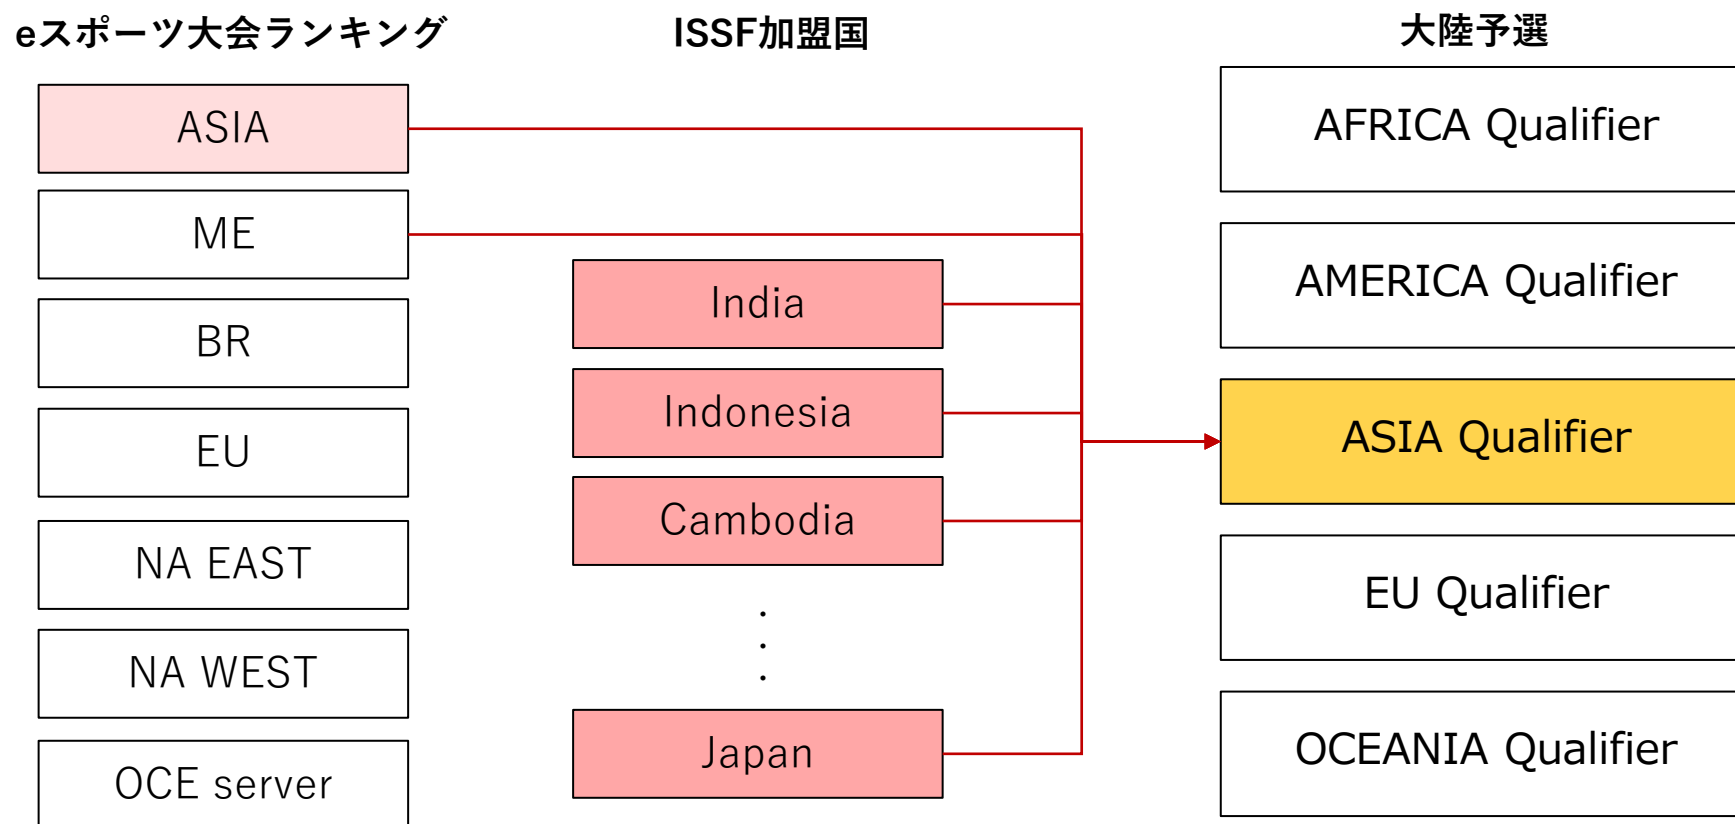 eスポーツ大会ランキング
ASIA
ME
BR
EU
NA EAST
NA WEST
OCE server
ISSF加盟国
India
Indonesia
Cambodia
.
.
.
Japan
大陸予選
AFRICA Qualifier
AMERICA Qualifier
ASIA Qualifier
EU Qualifier
OCEANIA Qualifier